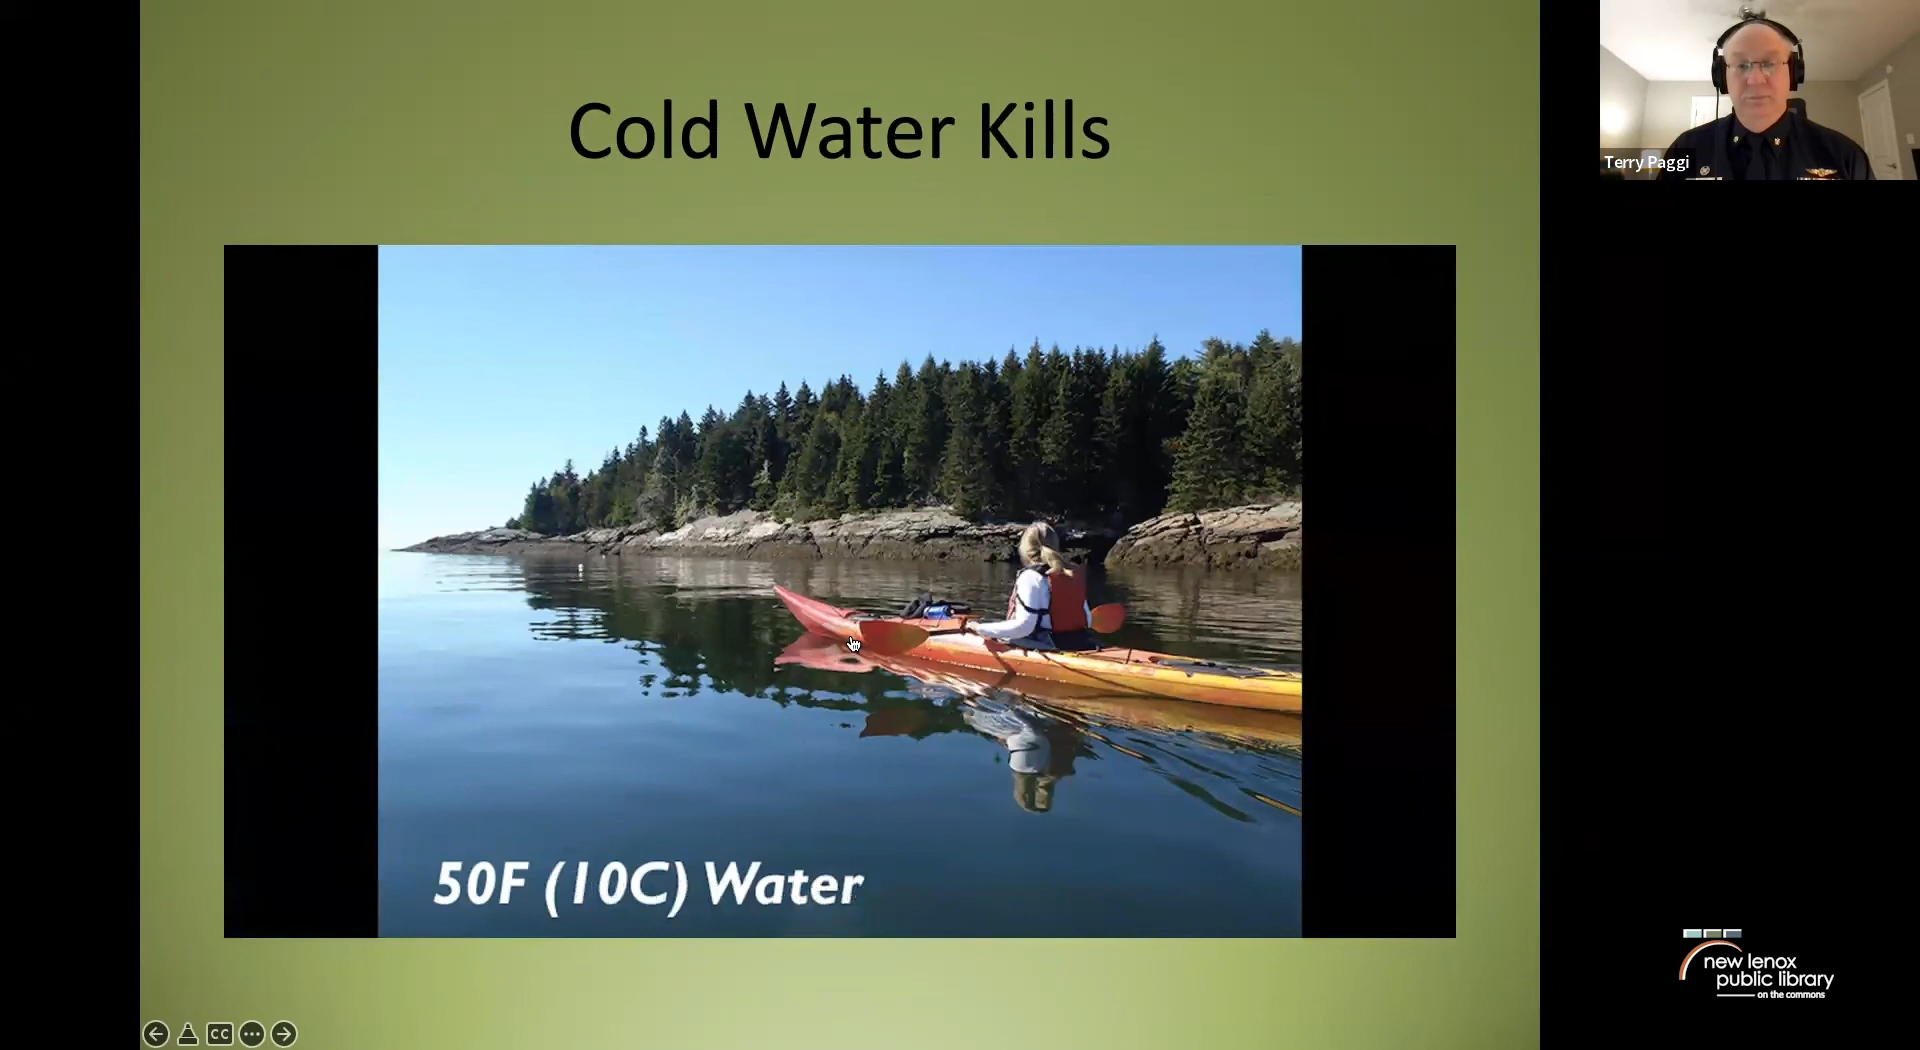 Cold Water Kills
Terry Paggi
50F (10C) Water
CC
new lenox
public library
on the commons